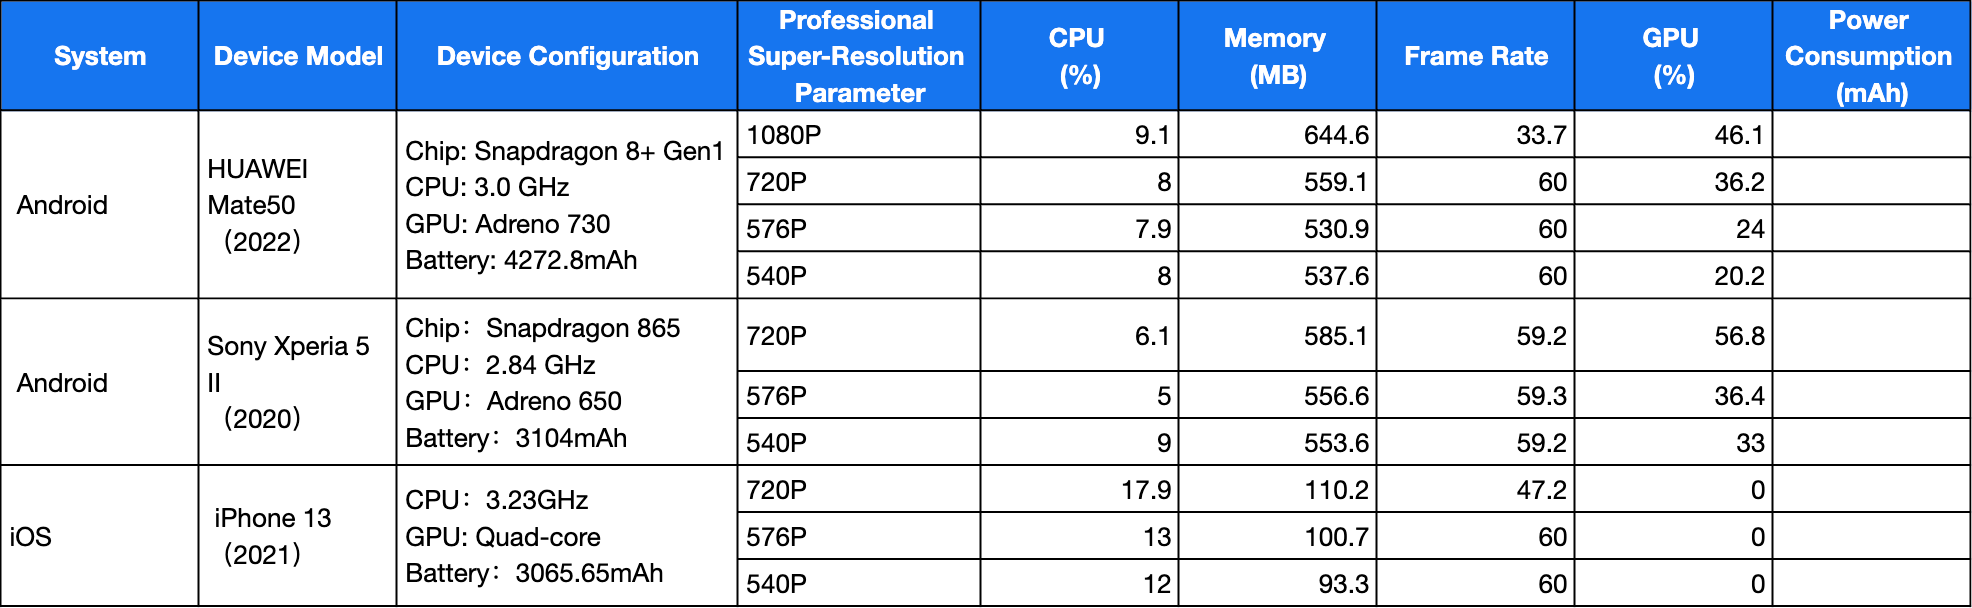 System
Device Model
Device Configuration
Professional
Super-Resolution
Parameter
CPU
(%)
Memory
(MB)
Frame Rate
GPU
(%)
Power
Consumption
(mAh)
Android
HUAWEI
Mate50
（2022）
Chip: Snapdragon 8+ Gen1
CPU: 3.0 GHz
GPU: Adreno 730
Battery: 4272.8mAh
1080P 9.1 644.6 33.7 46.1
720P 8 559.1 60 36.2
576P 7.9 530.9 60 24
540P 8 537.6 60 20.2
Android
Sony Xperia 5
II
（2020）
Chip：Snapdragon 865
CPU：2.84 GHz
GPU：Adreno 650
Battery：3104mAh
720P 6.1 585.1 59.2 56.8
576P 5 556.6 59.3 36.4
540P 9 553.6 59.2 33
iOS
iPhone 13
（2021）
CPU：3.23GHz
GPU: Quad-core
Battery：3065.65mAh
720P 17.9 110.2 47.2 0
576P 13 100.7 60 0
540P 12 93.3 60 0